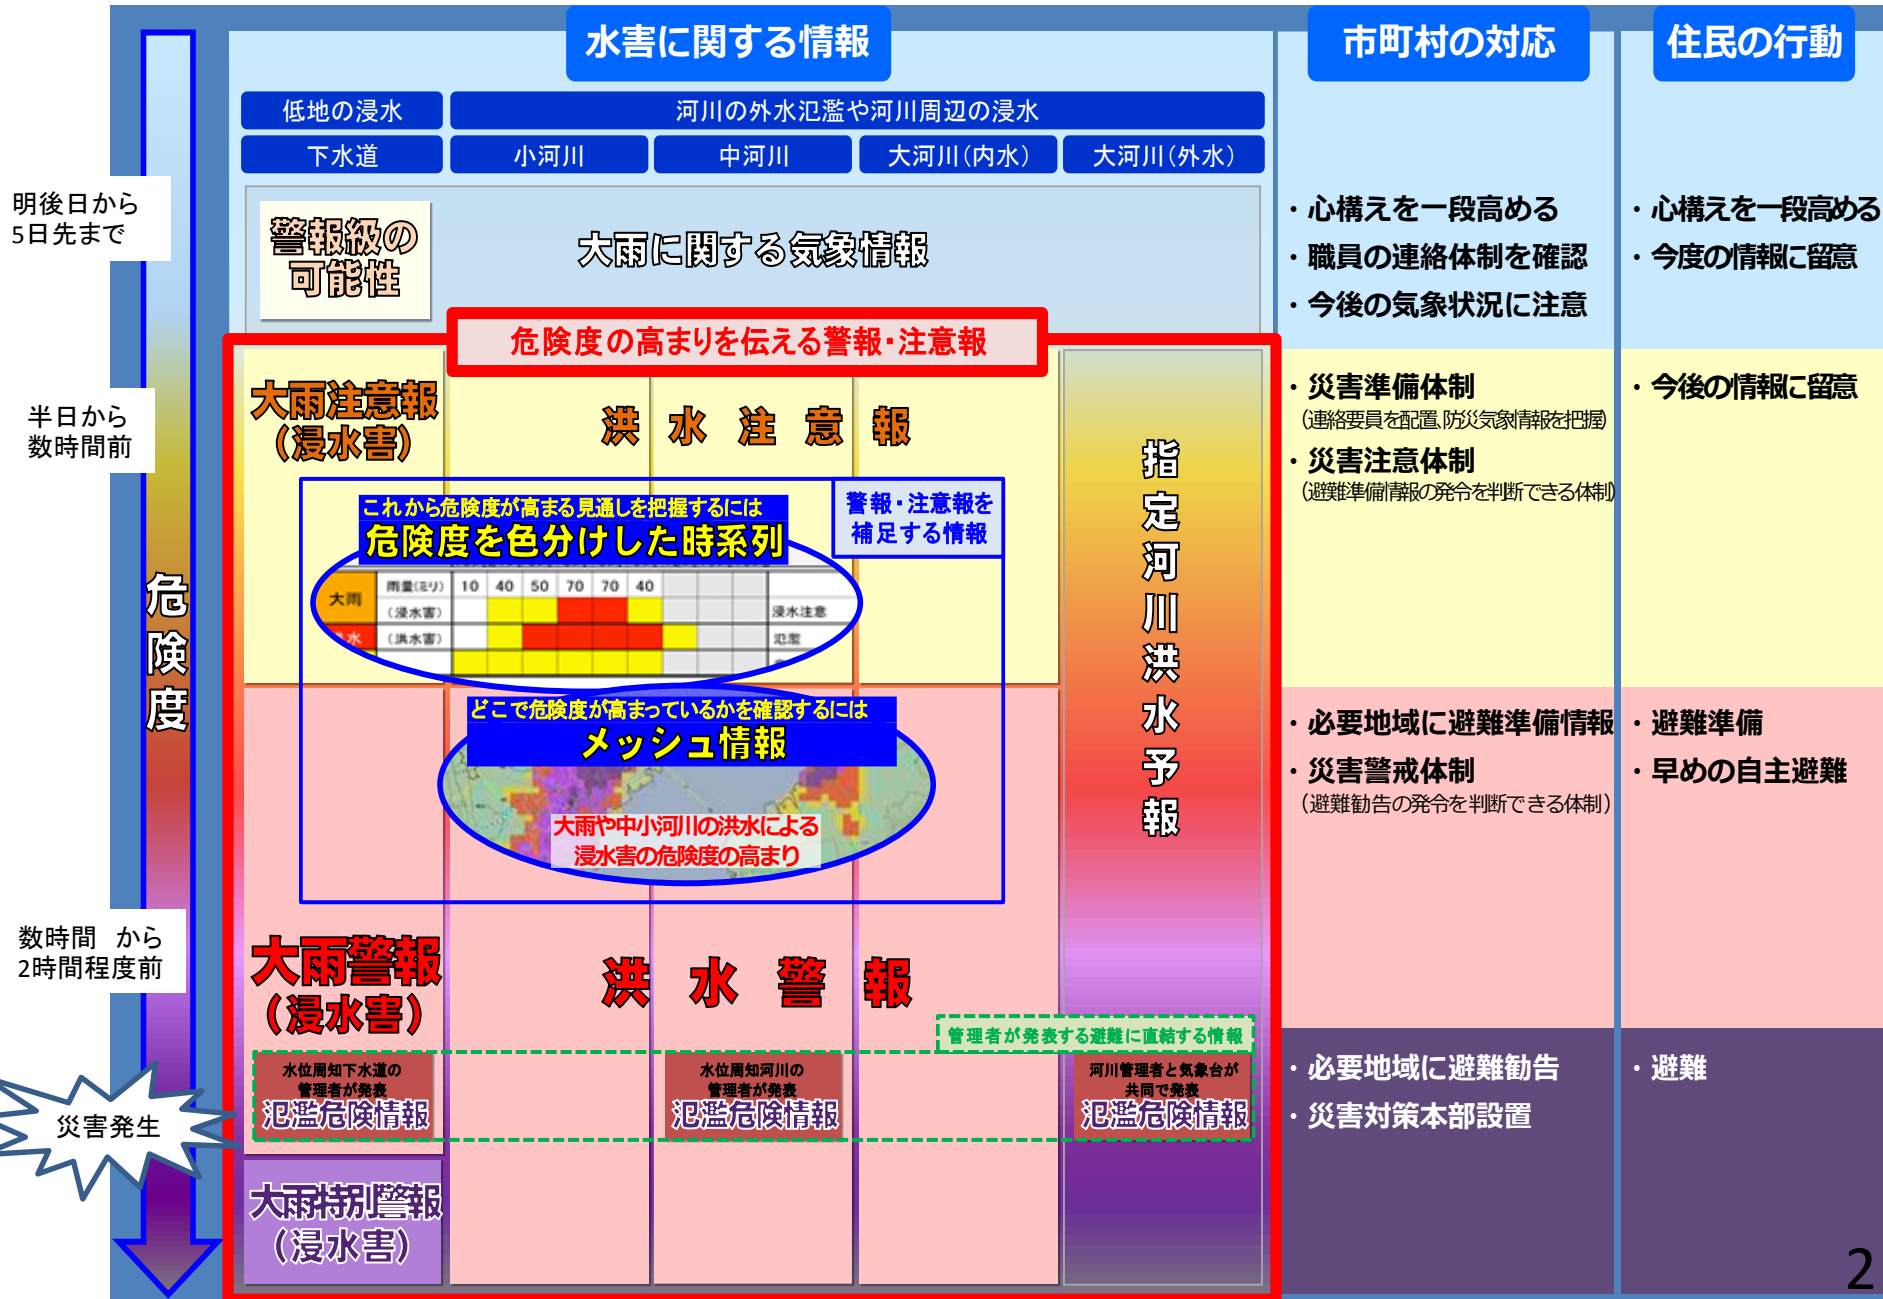 水害に関する情報
市町村の対応
住民の行動
低地の浸水
河川の外水氾濫や河川周辺の浸水
下水道
小河川
中河川
大河川(内水)
大河川(外水)
明後日から
5日先まで
警報級の
可能性
大雨に関する気象情報
・心構えを一段高める
・職員の連絡体制を確認
・今後の気象状況に注意
・心構えを一段高める
・今度の情報に留意
危険度の高まりを伝える警報・注意報
半日から
数時間前
大雨注意報
(浸水害)
洪水注意報
指定河川洪水予報
・災害準備体制
(連絡要員を配置、防災気象情報を把握)
・災害注意体制
(避難準備情報の発令を判断できる体制)
・今後の情報に留意
警報・注意報を
補足する情報
これから危険度が高まる見通しを把握するには
危険度を色分けした時系列
大雨 雨量(ミリ) 10 40 50 70 70 40
(浸水害) 浸水注意
水 (洪水害) 氾濫
危険度
どこで危険度が高まっているかを確認するには
メッシュ情報
大雨や中小河川の洪水による
浸水害の危険度の高まり
・必要地域に避難準備情報
・災害警戒体制
(避難勧告の発令を判断できる体制)
・避難準備
・早めの自主避難
数時間 から
2時間程度前
大雨警報
(浸水害)
洪水警報
管理者が発表する避難に直結する情報
水位周知下水道の
管理者が発表
氾濫危険情報
水位周知河川の
管理者が発表
氾濫危険情報
河川管理者と気象台が
共同で発表
氾濫危険情報
・必要地域に避難勧告
・災害対策本部設置
・避難
災害発生
大雨特別警報
(浸水害)
2